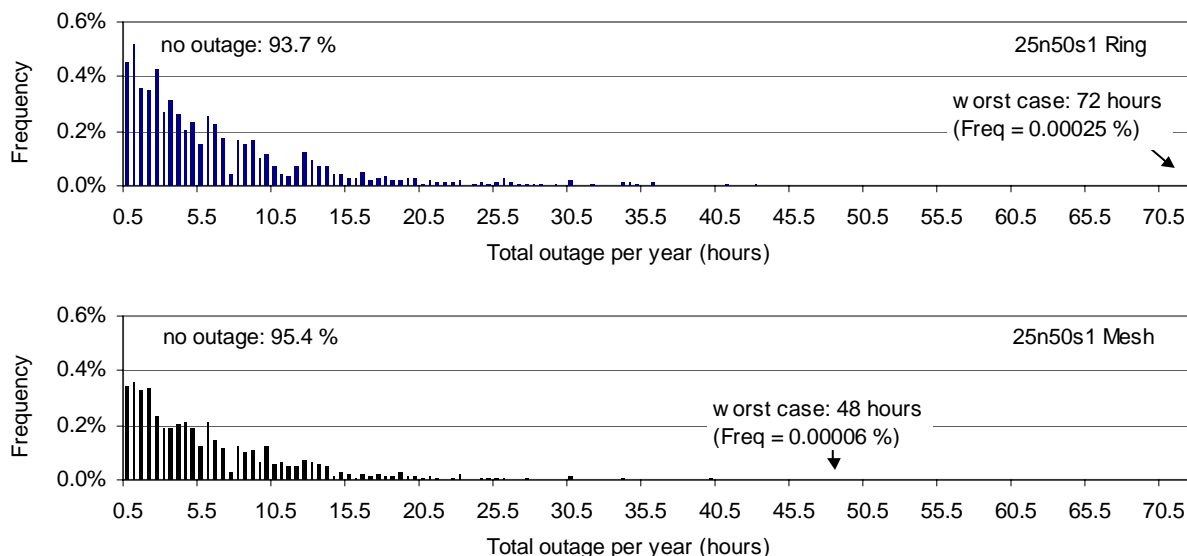 0.6%
no outage: 93.7 %
25n50s1 Ring
0.4%
worst case: 72 hours
(Freq = 0.00025 %)
0.2%
0.0%
Frequency
0.5 5.5 10.5 15.5 20.5 25.5 30.5 35.5 40.5 45.5 50.5 55.5 60.5 65.5 70.5
Total outage per year (hours)
0.6%
no outage: 95.4 %
25n50s1 Mesh
0.4%
worst case: 48 hours
(Freq = 0.00006 %)
0.2%
0.0%
Frequency
0.5 5.5 10.5 15.5 20.5 25.5 30.5 35.5 40.5 45.5 50.5 55.5 60.5 65.5 70.5
Total outage per year (hours)